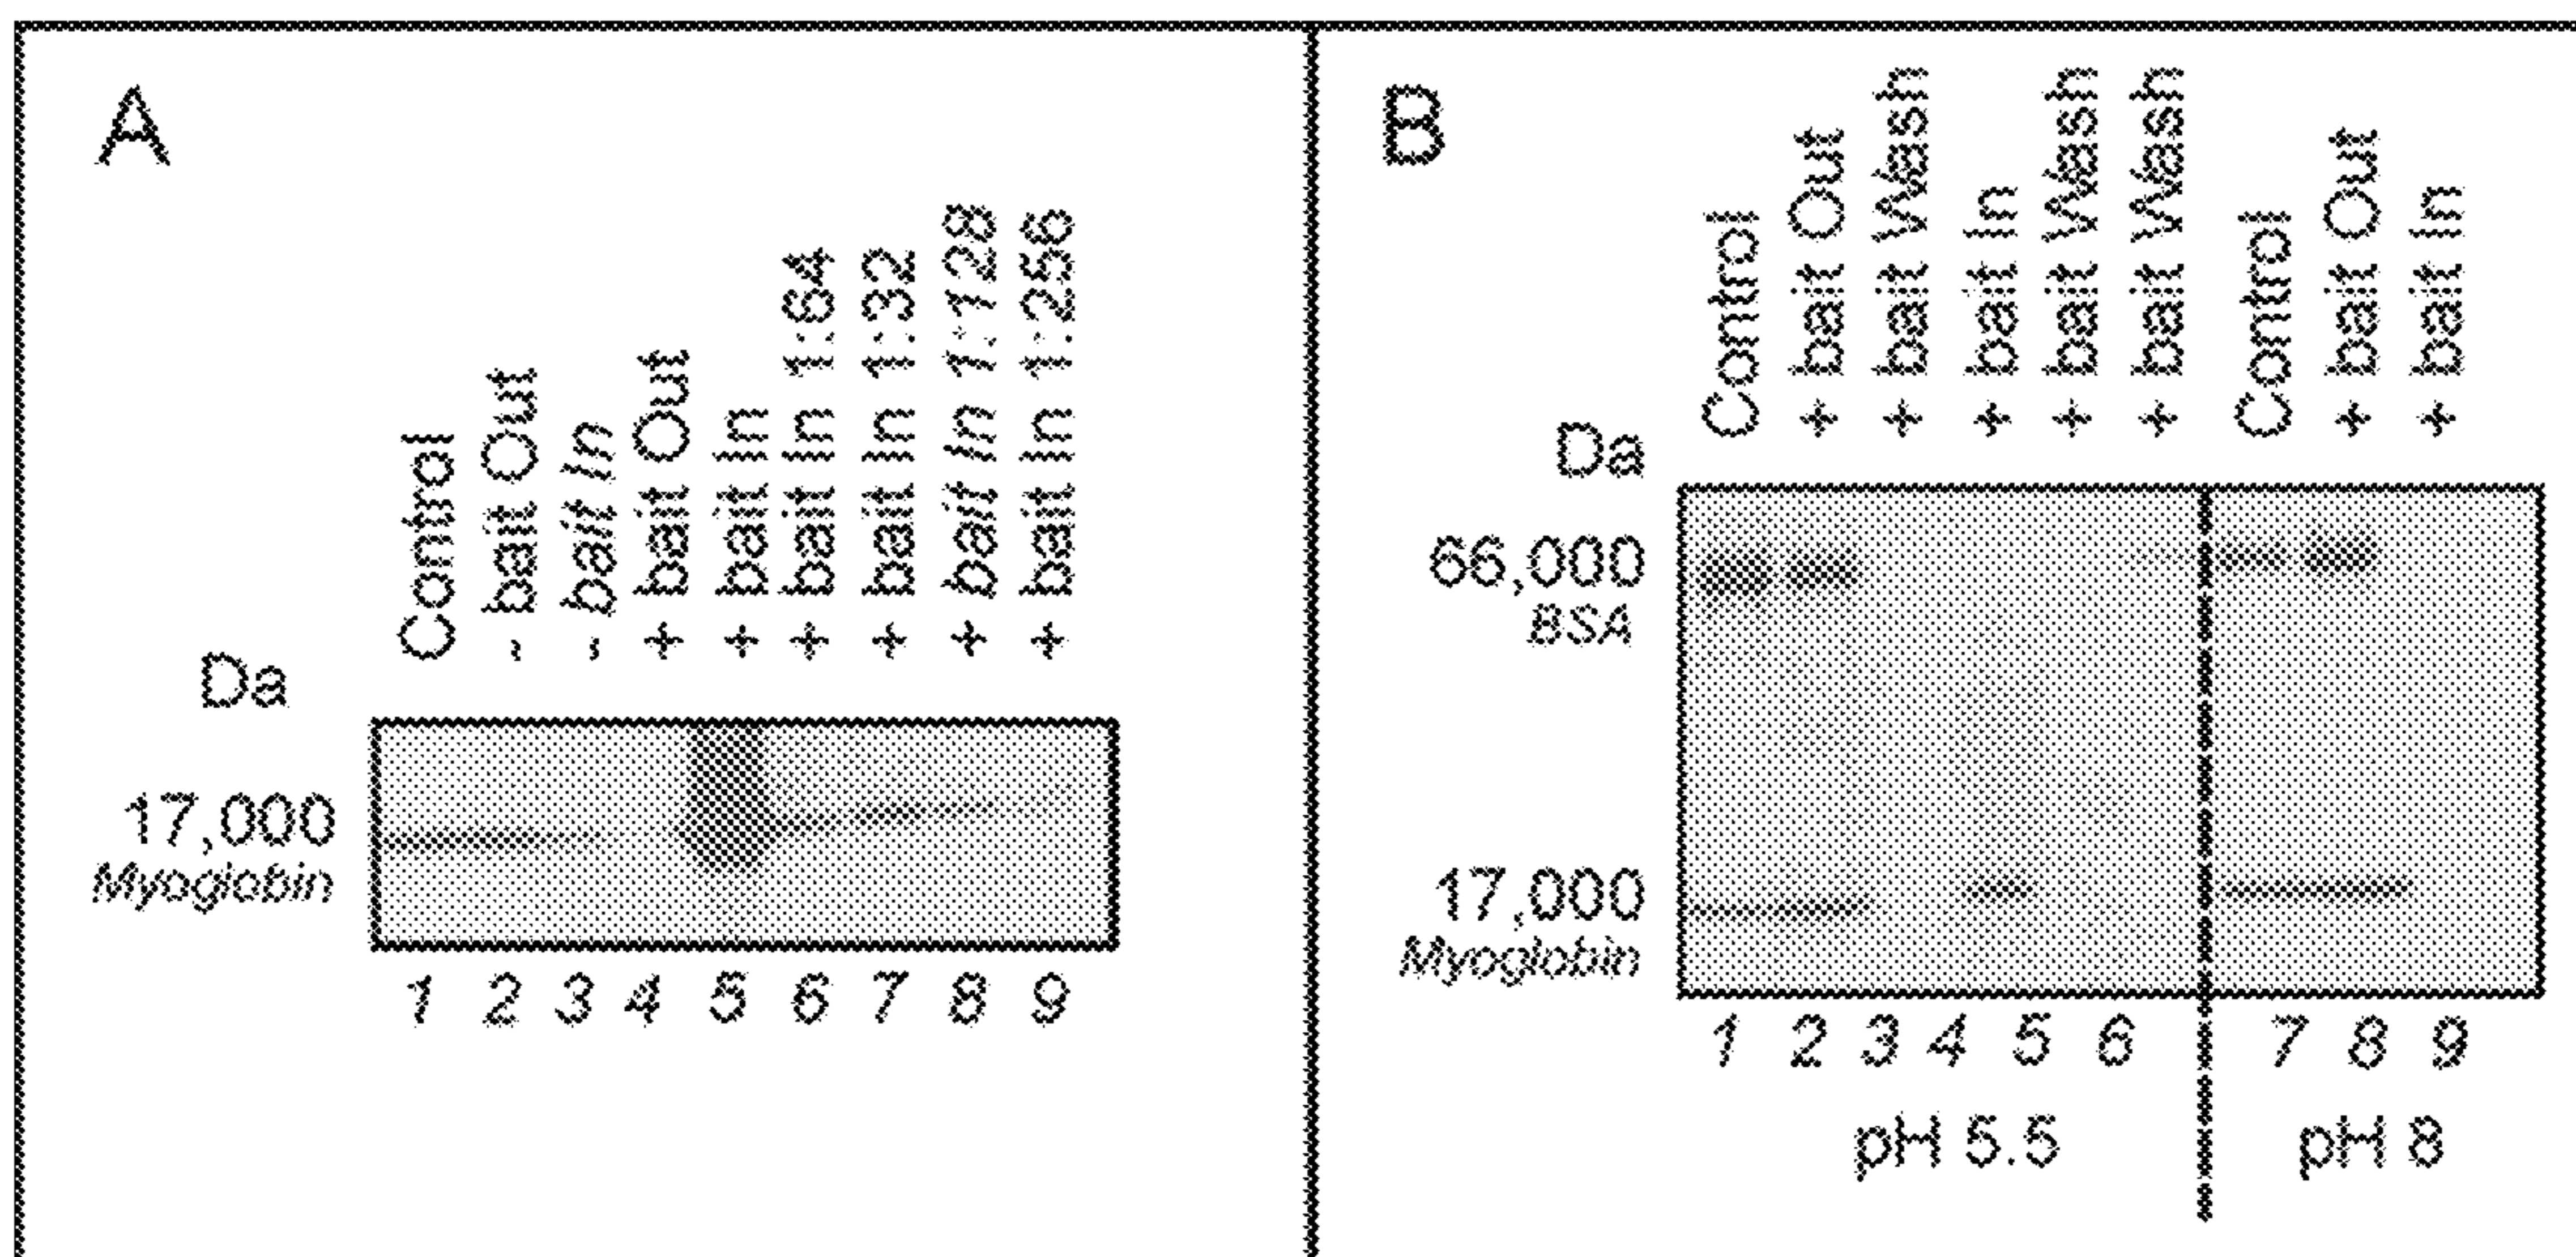 A
Control
- bait Out
- bait In
+ bait Out
+ bait In
+ bait In 1:64
+ bait In 1:32
+ bait In 1:128
+ bait In 1:256
Da
17,000
Myoglobin
1 2 3 4 5 6 7 8 9
B
Control
+ bait Out
+ bait Wash
+ bait In
+ bait Wash
+ bait Wash
Control
+ bait Out
+ bait In
Da
66,000
BSA
17,000
Myoglobin
1 2 3 4 5 6 7 8 9
pH 5.5 pH 8